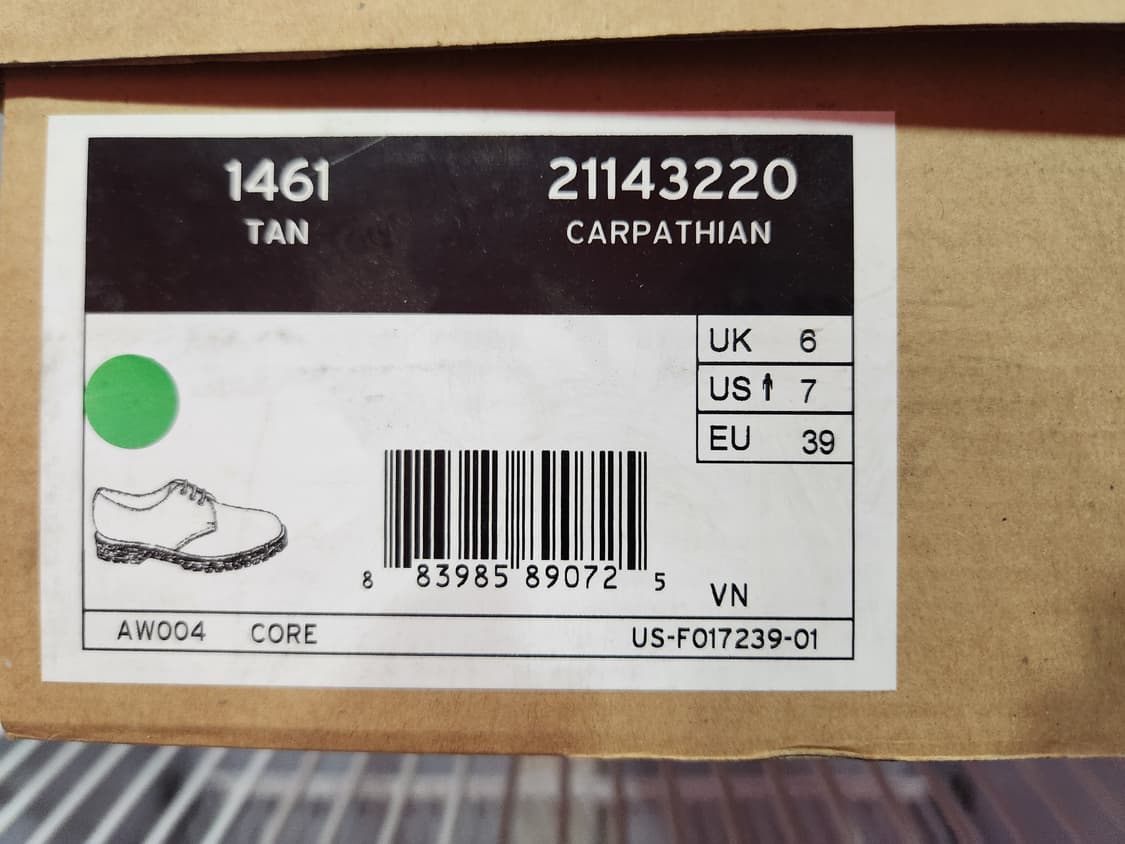 1461 21143220
TAN CARPATHIAN
UK 6
US 7
EU 39
8 83985 89072 5
VN
AW004 CORE US-F017239-01